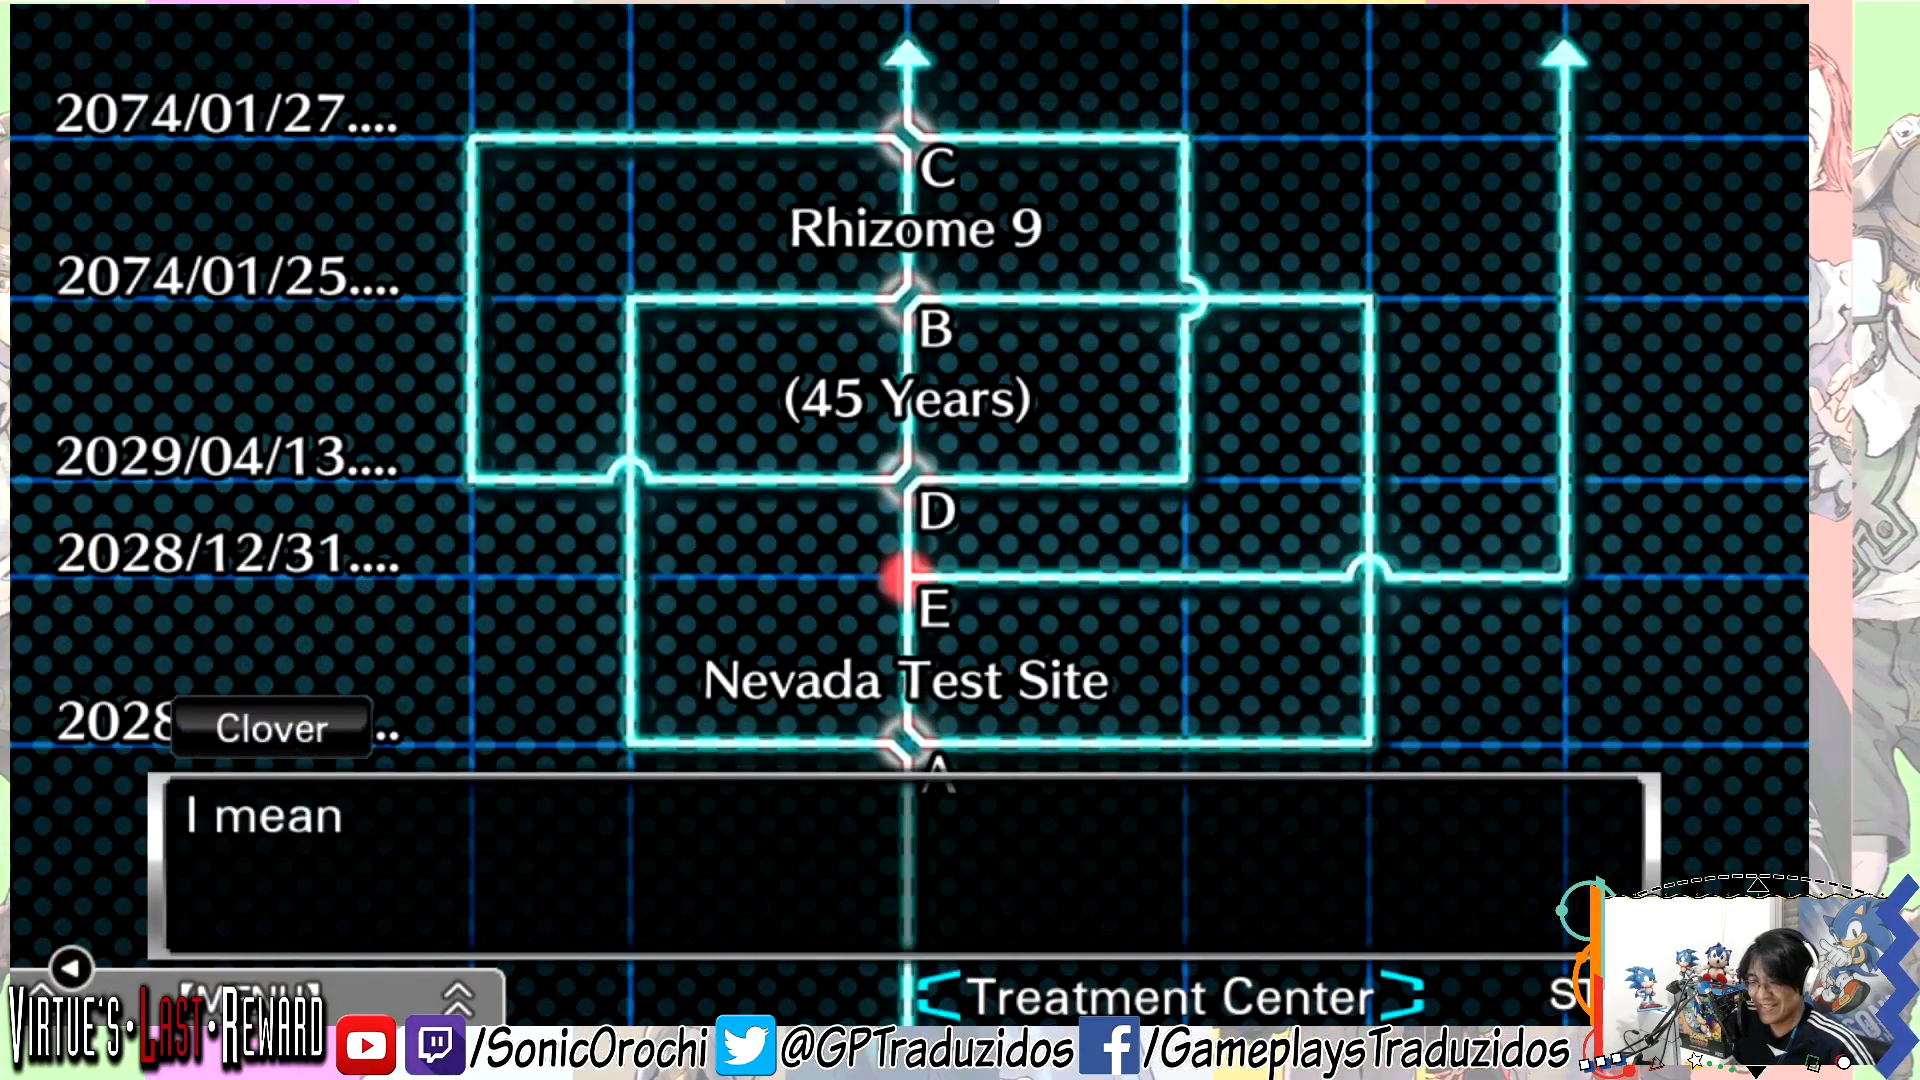 2074/01/27....
C
Rhizome 9
2074/01/25....
B
(45 Years)
2029/04/13....
D
2028/12/31....
E
Nevada Test Site
2028
..
Clover
A
I mean
[MENU]
Treatment Center
VIRTUE'S·LAST·REWARD
/SonicOrochi
@GPTraduzidos
/GameplaysTraduzidos